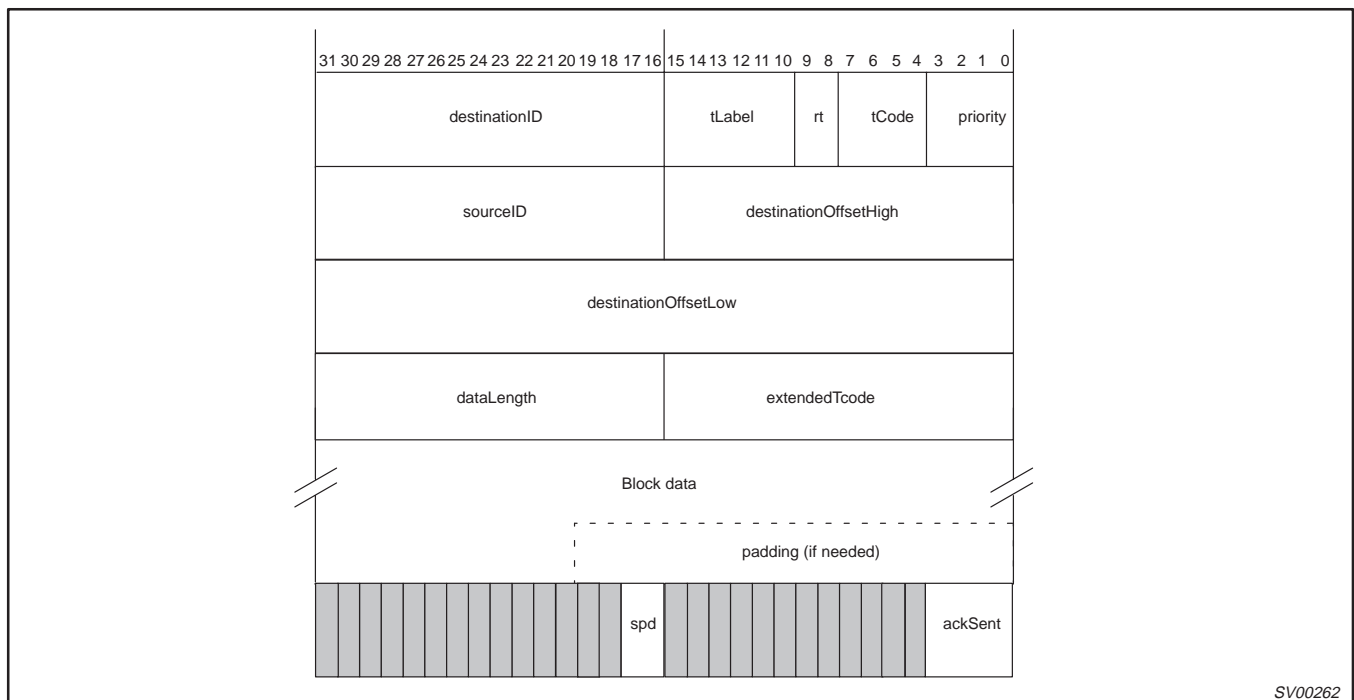 31 30 29 28 27 26 25 24 23 22 21 20 19 18 17 16 15 14 13 12 11 10 9 8 7 6 5 4 3 2 1 0
destinationID tLabel rt tCode priority
sourceID destinationOffsetHigh
destinationOffsetLow
dataLength extendedTcode
Block data
padding (if needed)
spd ackSent
SV00262